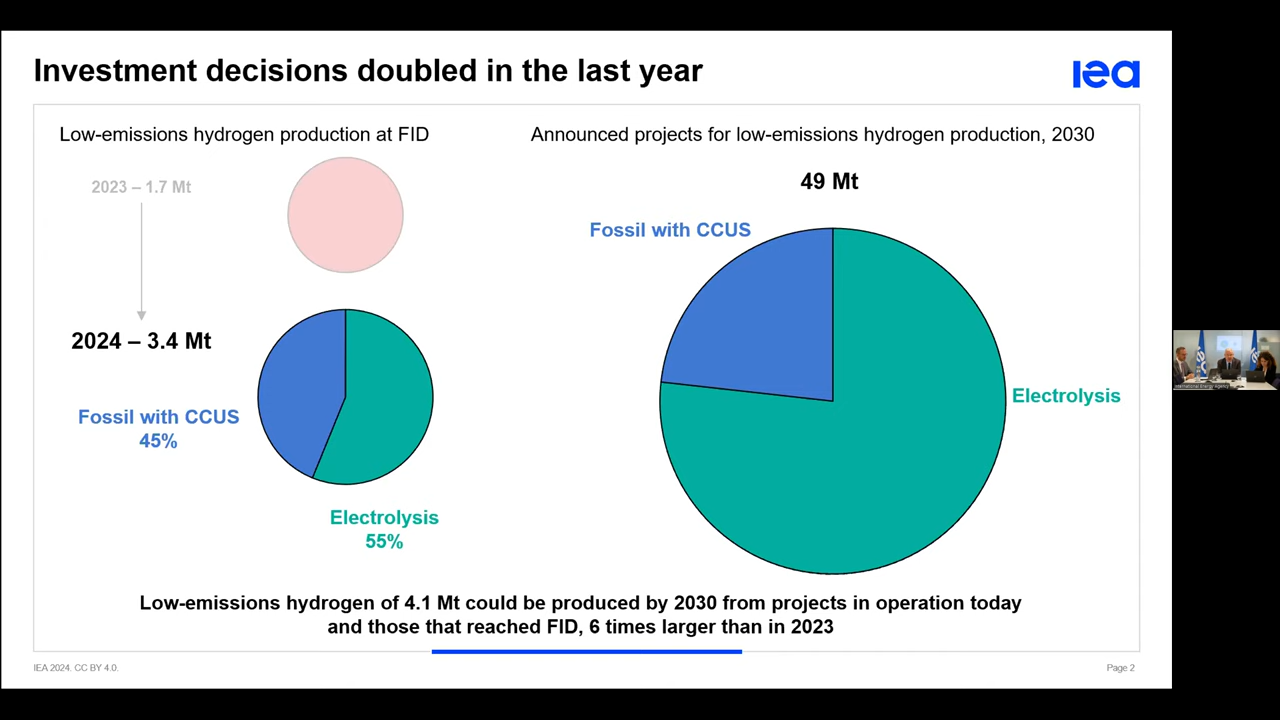 Investment decisions doubled in the last year
iea
Low-emissions hydrogen production at FID
2023 – 1.7 Mt
2024 – 3.4 Mt
Fossil with CCUS
45%
Electrolysis
55%
Announced projects for low-emissions hydrogen production, 2030
49 Mt
Fossil with CCUS
Electrolysis
Low-emissions hydrogen of 4.1 Mt could be produced by 2030 from projects in operation today
and those that reached FID, 6 times larger than in 2023
IEA 2024. CC BY 4.0.
Page 2
International Energy Agency